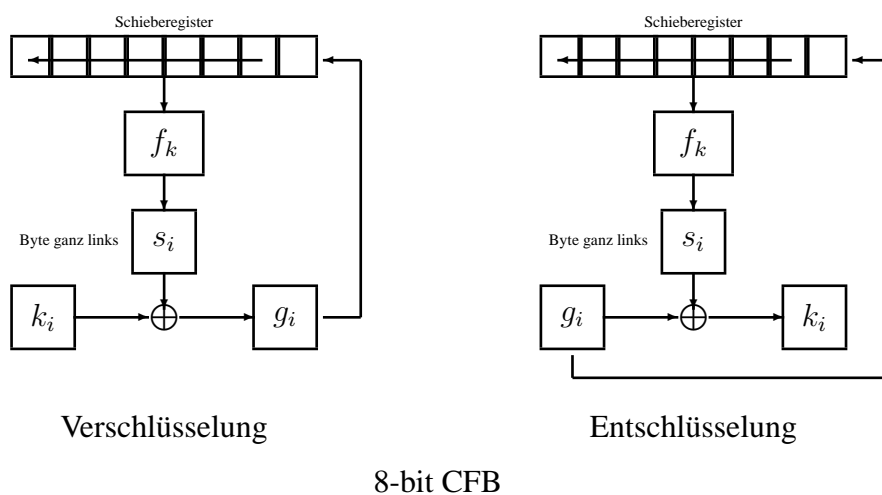 Schieberegister Schieberegister
f_k f_k
Byte ganz links s_i Byte ganz links s_i
k_i g_i g_i k_i
Verschlüsselung Entschlüsselung
8-bit CFB